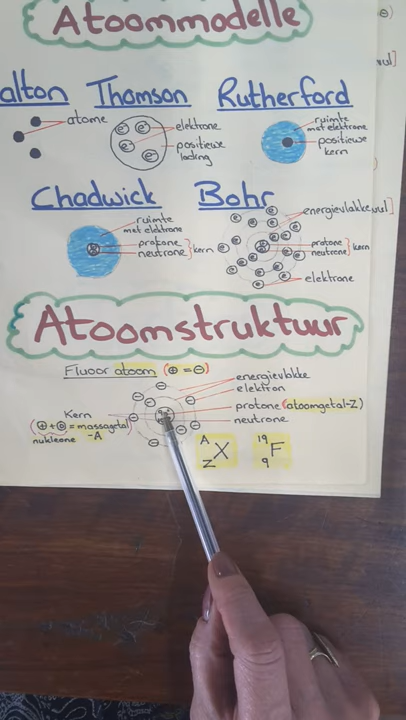 Atoommodelle
alton Thomson Rutherford
atome
e⁻ e⁻
e⁻
e⁻
elektrone
positiewe
lading
ruimte
met elektrone
positiewe
kern
Chadwick Bohr
ruimte
met elektrone
protone
neutrone
kern
energievlakke
protone
neutrone
kern
elektrone
Atoomstruktuur
Fluoor atoom (⊕ = ⊖)
energievlakke
elektron
protone (atoomgetal-Z)
neutrone
Kern
= massagetal
-A
nukleone
A
Z X
19
9 F